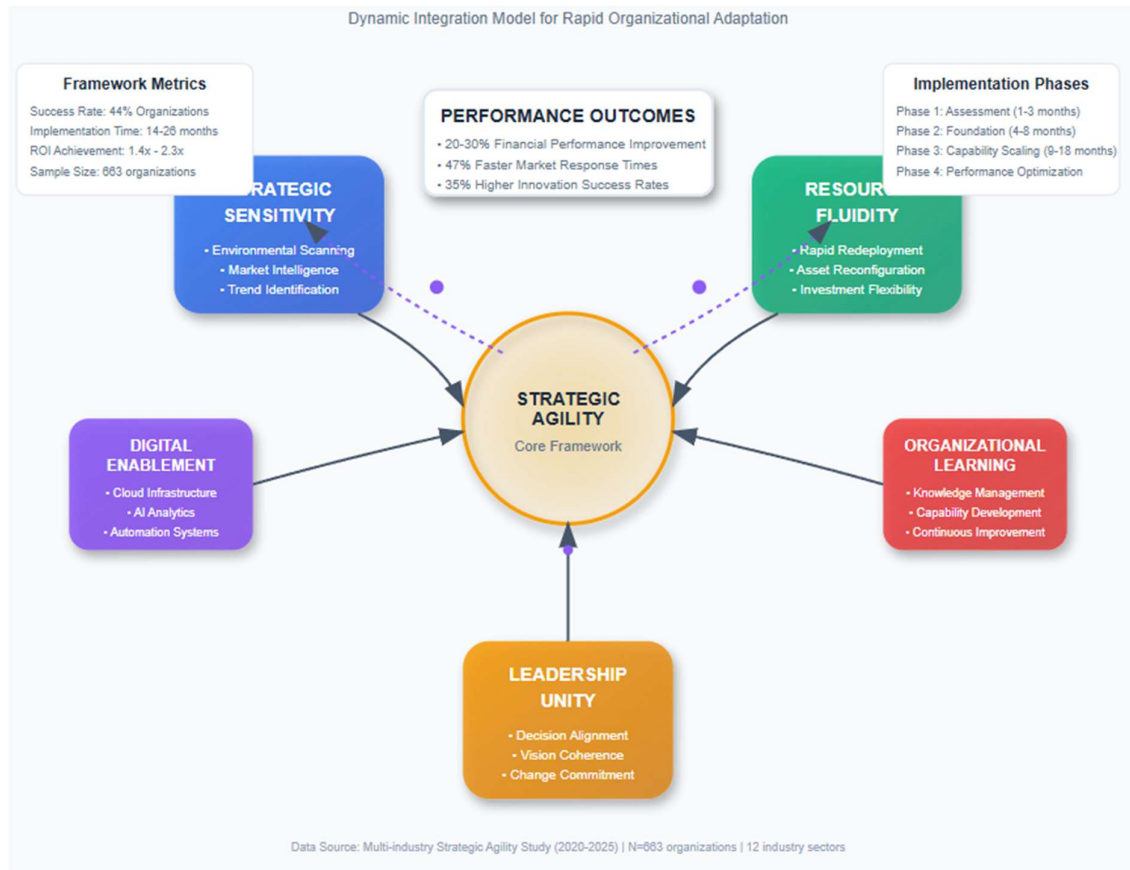 Dynamic Integration Model for Rapid Organizational Adaptation
Framework Metrics
Success Rate: 44% Organizations
Implementation Time: 14-26 months
ROI Achievement: 1.4x - 2.3x
Sample Size: 663 organizations
PERFORMANCE OUTCOMES
• 20-30% Financial Performance Improvement
• 47% Faster Market Response Times
• 35% Higher Innovation Success Rates
Implementation Phases
Phase 1: Assessment (1-3 months)
Phase 2: Foundation (4-8 months)
Phase 3: Capability Scaling (9-18 months)
Phase 4: Performance Optimization
SENSITIVITY
• Environmental Scanning
• Market Intelligence
• Trend Identification
FLUIDITY
• Rapid Redeployment
• Asset Reconfiguration
• Investment Flexibility
STRATEGIC
AGILITY
Core Framework
DIGITAL
ENABLEMENT
• Cloud Infrastructure
• AI Analytics
• Automation Systems
ORGANIZATIONAL
LEARNING
• Knowledge Management
• Capability Development
• Continuous Improvement
LEADERSHIP
UNITY
• Decision Alignment
• Vision Coherence
• Change Commitment
Data Source: Multi-industry Strategic Agility Study (2020-2025) | N=663 organizations | 12 industry sectors